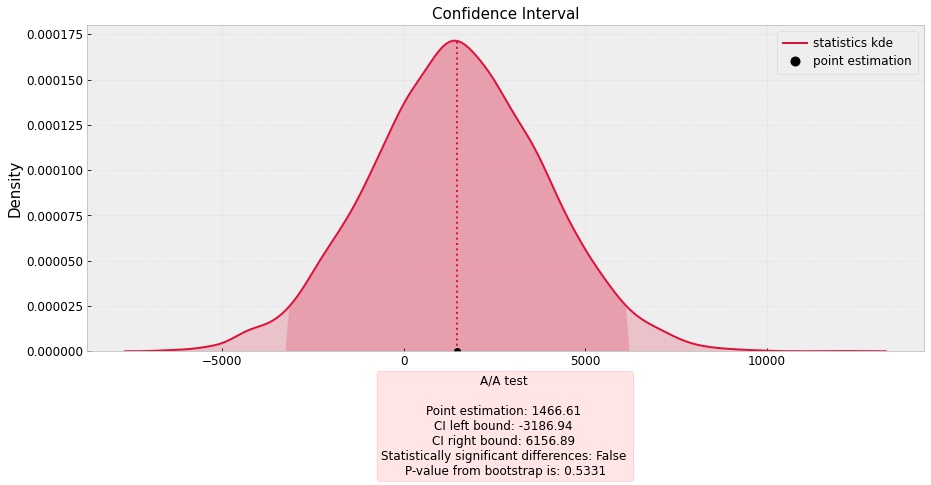 Confidence Interval
statistics kde
point estimation
Density
0.000175
0.000150
0.000125
0.000100
0.000075
0.000050
0.000025
0.000000
−5000 0 5000 10000
A/A test
Point estimation: 1466.61
CI left bound: -3186.94
CI right bound: 6156.89
Statistically significant differences: False
P-value from bootstrap is: 0.5331